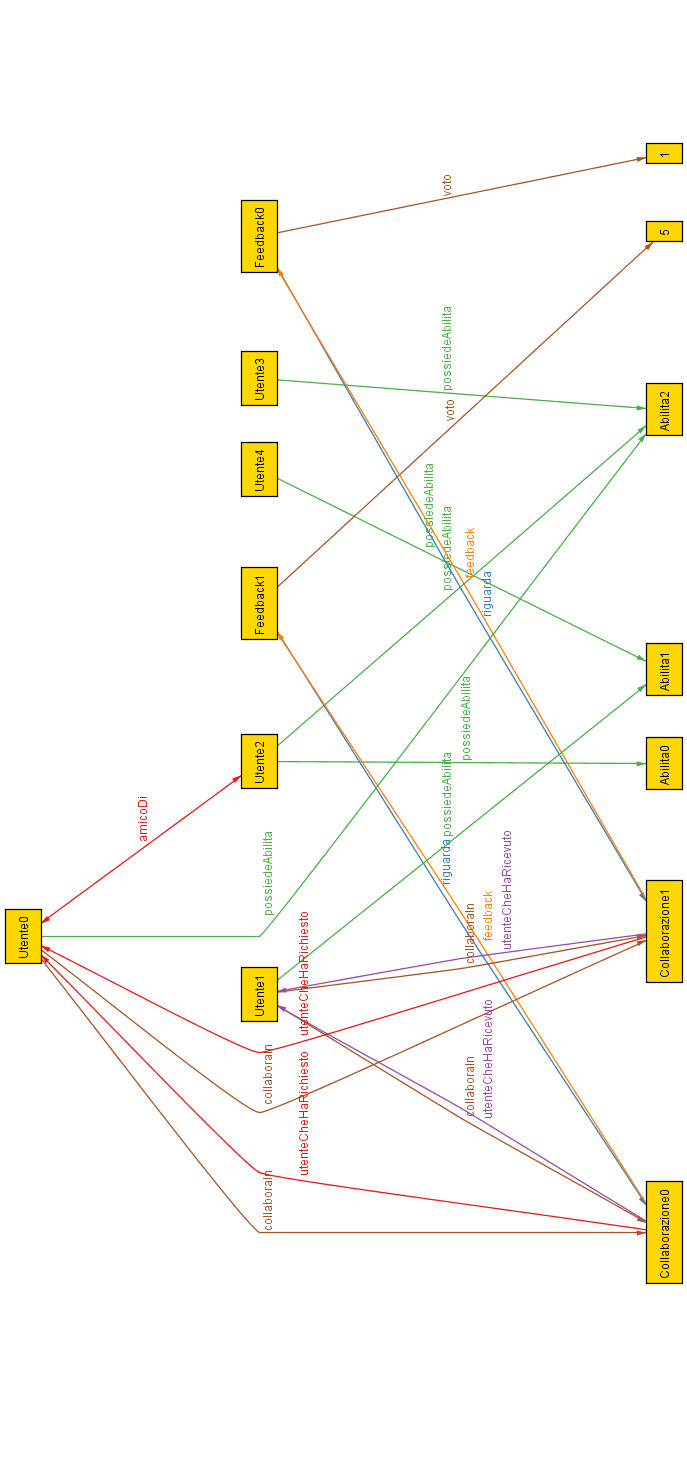 Utente0
amicoDi
possiedeAbilita
utenteCheHaRichiesto
collaboraIn
utenteCheHaRichiesto
collaboraIn
Feedback0
Utente3
Utente4
Feedback1
Utente2
Utente1
voto
possiedeAbilita
voto
possiedeAbilita
possiedeAbilita
feedback
riguarda
possiedeAbilita
possiedeAbilita
riguarda
collaboraIn
feedback
utenteCheHaRicevuto
collaboraIn
utenteCheHaRicevuto
1
5
Abilita2
Abilita1
Abilita0
Collaborazione1
Collaborazione0